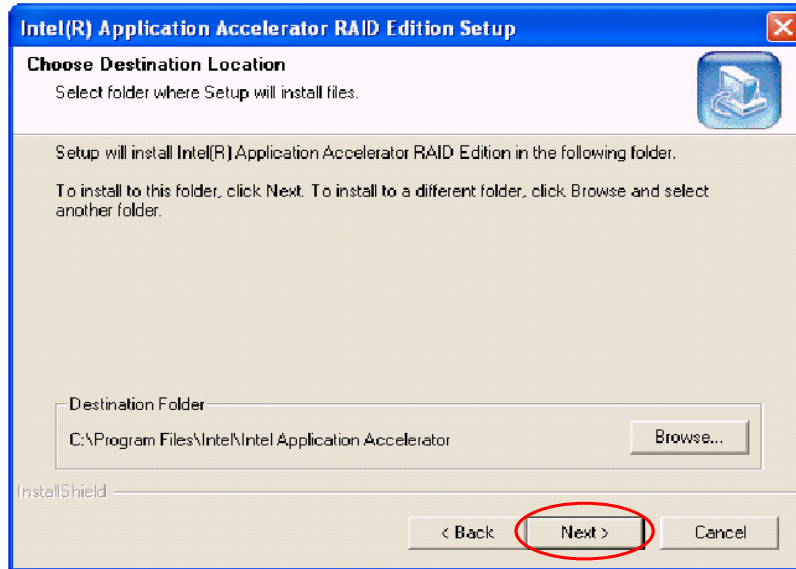 Intel(R) Application Accelerator RAID Edition Setup
Choose Destination Location
Select folder where Setup will install files.
Setup will install Intel(R) Application Accelerator RAID Edition in the following folder.
To install to this folder, click Next. To install to a different folder, click Browse and select
another folder.
Destination Folder
C:\Program Files\Intel\Intel Application Accelerator
Browse...
InstallShield
< Back
Next >
Cancel